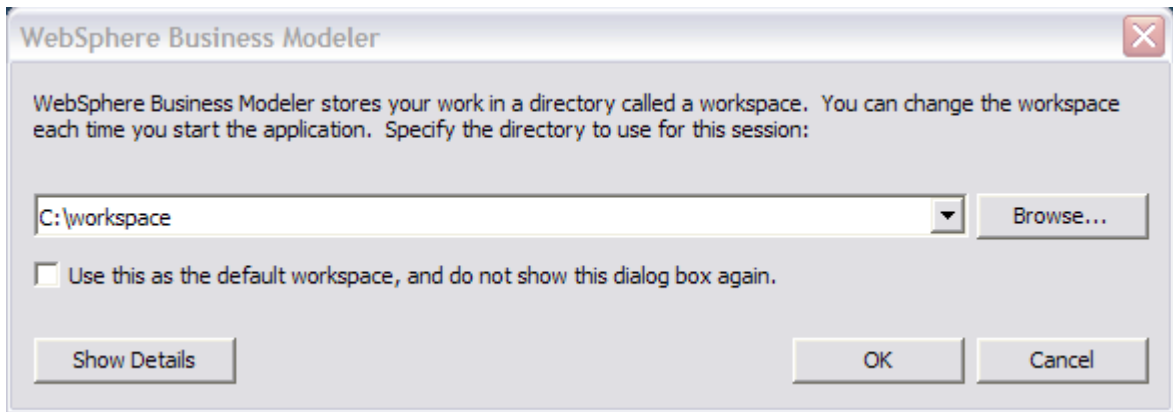 WebSphere Business Modeler
WebSphere Business Modeler stores your work in a directory called a workspace.  You can change the workspace
each time you start the application.  Specify the directory to use for this session:
C:\workspace
Browse...
Use this as the default workspace, and do not show this dialog box again.
Show Details
OK
Cancel